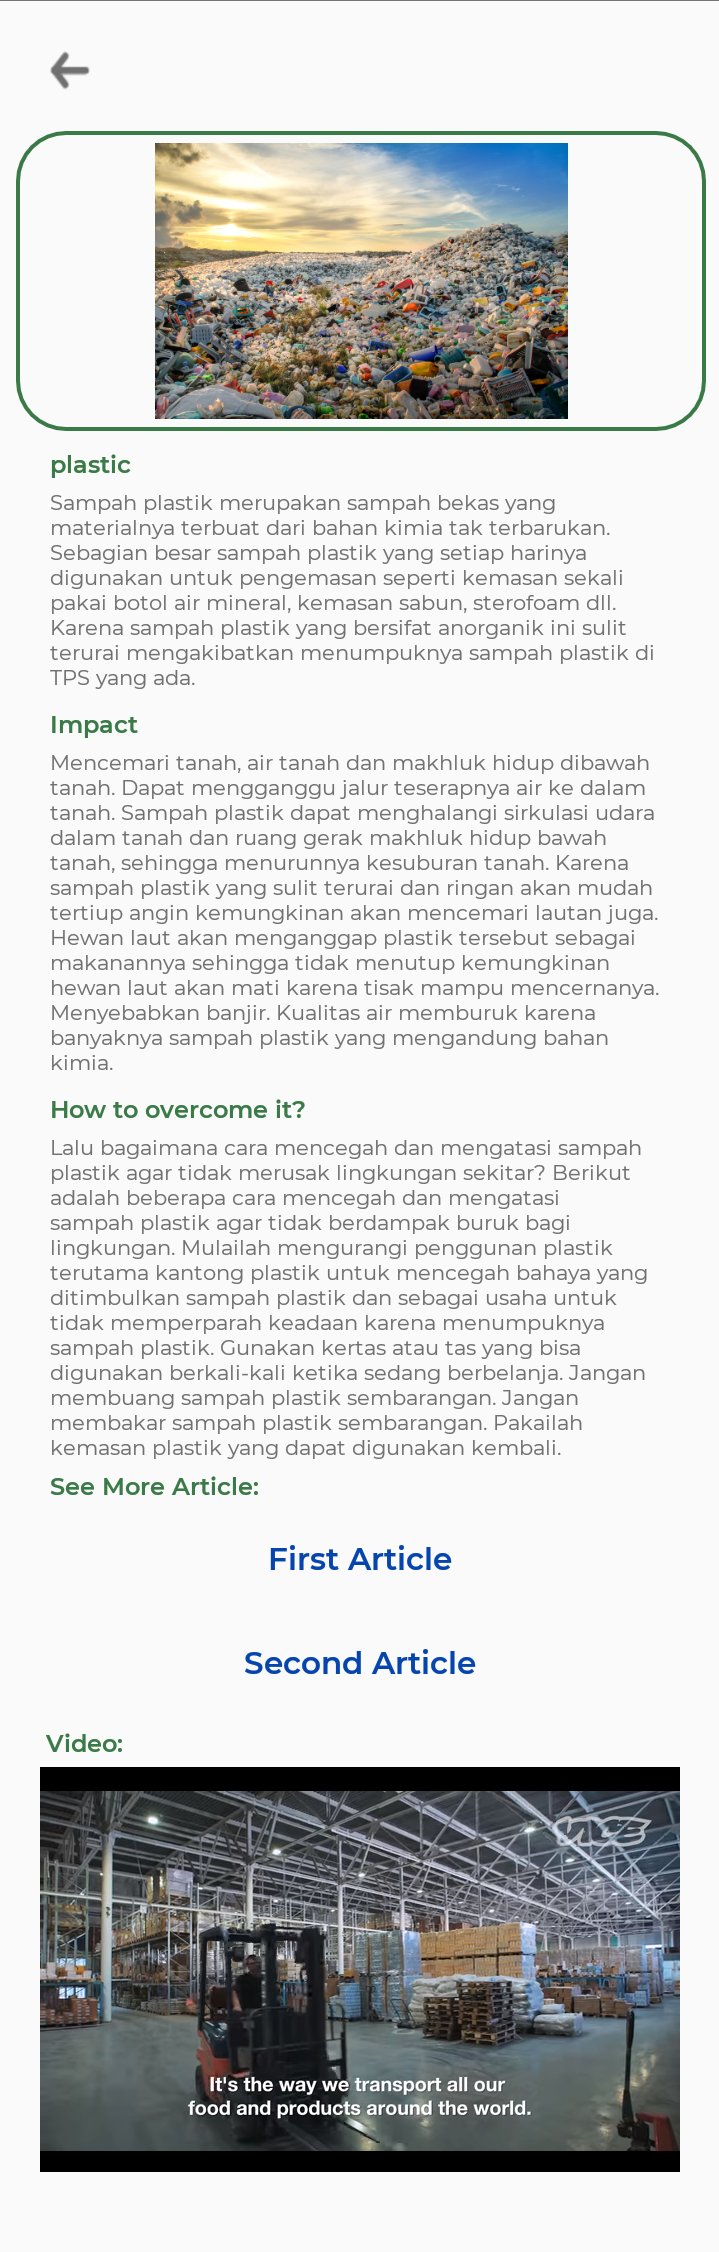 plastic
Sampah plastik merupakan sampah bekas yang
materialnya terbuat dari bahan kimia tak terbarukan.
Sebagian besar sampah plastik yang setiap harinya
digunakan untuk pengemasan seperti kemasan sekali
pakai botol air mineral, kemasan sabun, sterofoam dll.
Karena sampah plastik yang bersifat anorganik ini sulit
terurai mengakibatkan menumpuknya sampah plastik di
TPS yang ada.
Impact
Mencemari tanah, air tanah dan makhluk hidup dibawah
tanah. Dapat mengganggu jalur teserapnya air ke dalam
tanah. Sampah plastik dapat menghalangi sirkulasi udara
dalam tanah dan ruang gerak makhluk hidup bawah
tanah, sehingga menurunnya kesuburan tanah. Karena
sampah plastik yang sulit terurai dan ringan akan mudah
tertiup angin kemungkinan akan mencemari lautan juga.
Hewan laut akan menganggap plastik tersebut sebagai
makanannya sehingga tidak menutup kemungkinan
hewan laut akan mati karena tisak mampu mencernanya.
Menyebabkan banjir. Kualitas air memburuk karena
banyaknya sampah plastik yang mengandung bahan
kimia.
How to overcome it?
Lalu bagaimana cara mencegah dan mengatasi sampah
plastik agar tidak merusak lingkungan sekitar? Berikut
adalah beberapa cara mencegah dan mengatasi
sampah plastik agar tidak berdampak buruk bagi
lingkungan. Mulailah mengurangi penggunan plastik
terutama kantong plastik untuk mencegah bahaya yang
ditimbulkan sampah plastik dan sebagai usaha untuk
tidak memperparah keadaan karena menumpuknya
sampah plastik. Gunakan kertas atau tas yang bisa
digunakan berkali-kali ketika sedang berbelanja. Jangan
membuang sampah plastik sembarangan. Jangan
membakar sampah plastik sembarangan. Pakailah
kemasan plastik yang dapat digunakan kembali.
See More Article:
First Article
Second Article
Video:
VICE
It's the way we transport all our
food and products around the world.